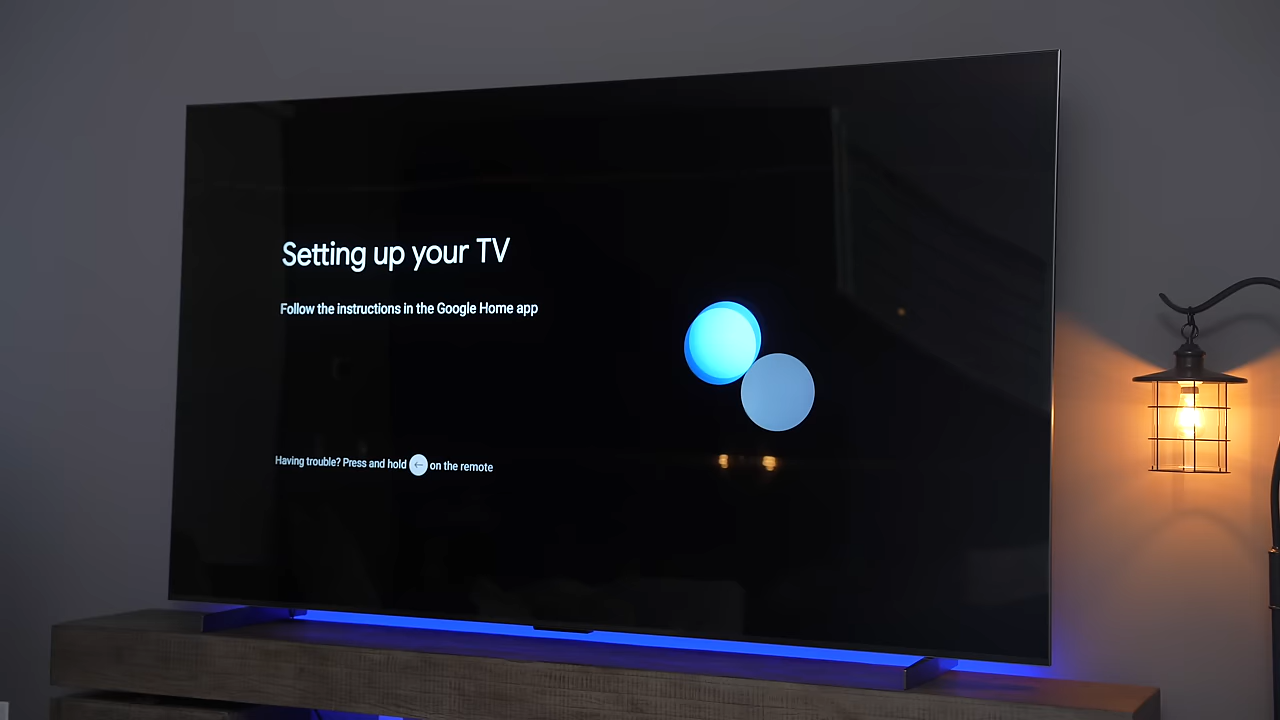 Setting up your TV
Follow the instructions in the Google Home app
Having trouble? Press and hold ← on the remote